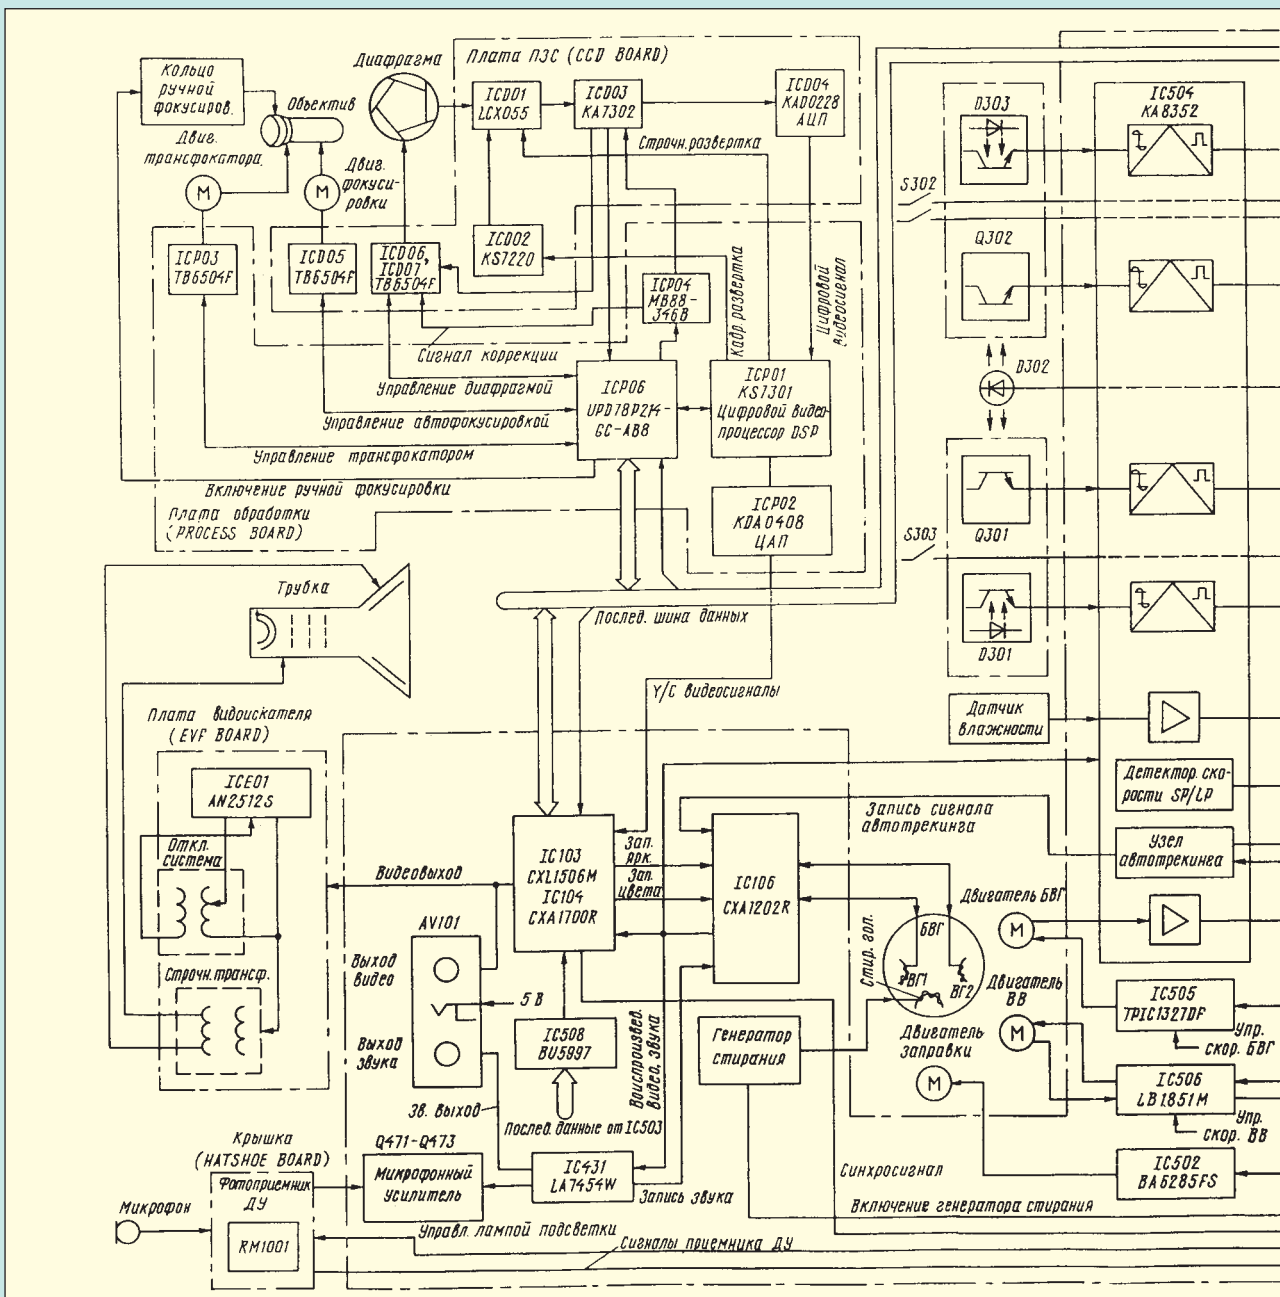 Кольцо
ручной
фокусиров.
Объектив
Диафрагма
Плата ПЗС (CCD BOARD)
Двиг.
трансфокатора
M
M
Двиг.
фокуси-
ровки
ICD01
LCX055
ICD03
KA7302
ICD04
KAD0228
АЦП
Строчн. развертка
ICP03
TB6504F
ICD05
TB6504F
ICD06,
ICD07
TB6504F
ICD02
KS7220
ICP04
MB88-
346B
Кадр. развертка
Цифровой
видеосигнал
Сигнал коррекции
Управление диафрагмой
Управление автофокусировкой
Управление трансфокатором
Включение ручной фокусировки
Плата обработки
(PROCESS BOARD)
ICP06
UPD78P214-
GC-AB8
ICP01
KS7301
Цифровой видео-
процессор DSP
ICP02
KDA0408
ЦАП
Послед. шина данных
Y/C видеосигналы
D303
S302
Q302
D302
Q301
S303
D301
IC504
KA8352
Датчик
влажности
Детектор ско-
рости SP/LP
Узел
автотрекинга
Трубка
Плата видоискателя
(EVF BOARD)
ICE01
AN2512S
Откл.
система
Строчн. трансф.
Видеовыход
AV101
Выход
видео
5 В
Выход
звука
Зв. выход
IC103
CXL1506M
IC104
CXA1700R
Зап.
ярк.
Зап.
цвета
IC106
CXA1202R
Запись сигнала
автотрекинга
IC508
BU5997
Послед. данные от IC503
Воиспроизвед.
видео, звука
Генератор
стирания
Стир. гол.
БВГ
ВГ1
ВГ2
Двигатель БВГ
M
Двигатель
ВВ
M
Двигатель
заправки
M
IC505
TPIC1327DF
Упр.
скор. БВГ
IC506
LB1851M
Упр.
скор. ВВ
IC502
BA6285FS
Синхросигнал
Включение генератора стирания
Q471-Q473
Микрофонный
усилитель
IC431
LA7454W
Запись звука
Крышка
(HATSHOE BOARD)
Фотоприемник
ДУ
RM1001
Микрофон
Управл. лампой подсветки
Сигналы приемника ДУ